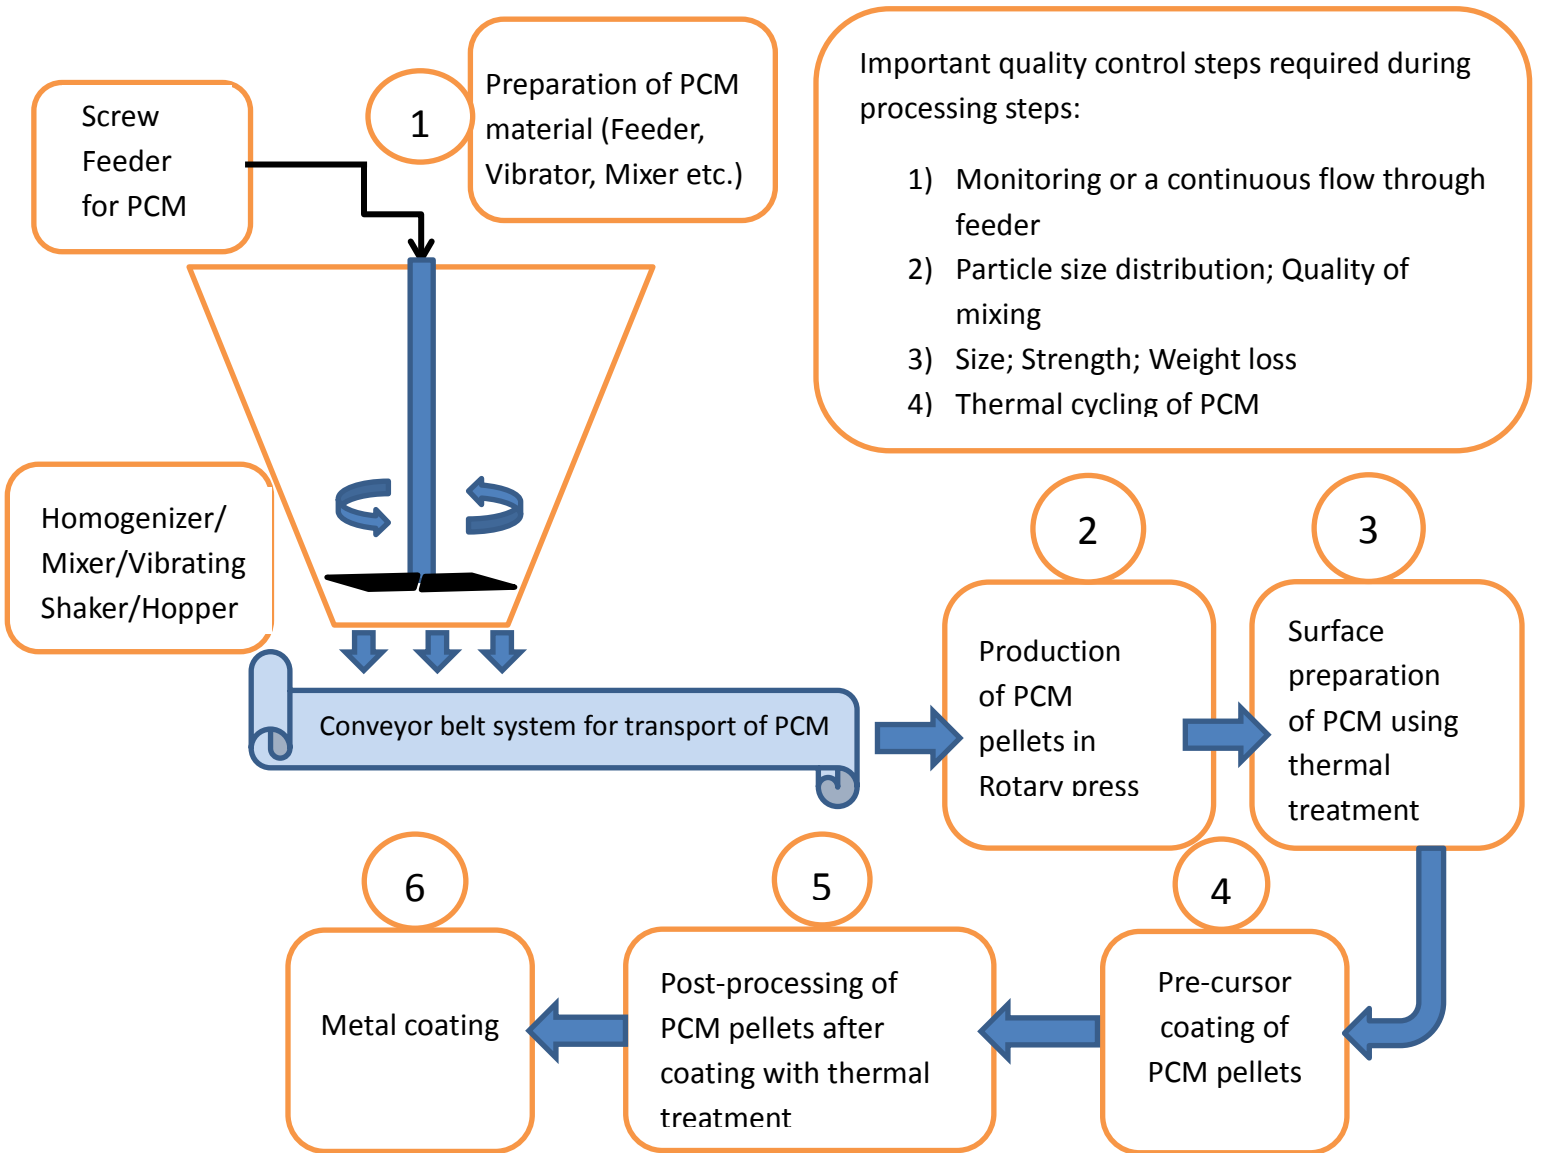 Screw
Feeder
for PCM
1
Preparation of PCM
material (Feeder,
Vibrator, Mixer etc.)
Important quality control steps required during
processing steps:
1) Monitoring or a continuous flow through
feeder
2) Particle size distribution; Quality of
mixing
3) Size; Strength; Weight loss
4) Thermal cycling of PCM
Homogenizer/
Mixer/Vibrating
Shaker/Hopper
Conveyor belt system for transport of PCM
2
Production
of PCM
pellets in
Rotary press
3
Surface
preparation
of PCM using
thermal
treatment
4
Pre-cursor
coating of
PCM pellets
5
Post-processing of
PCM pellets after
coating with thermal
treatment
6
Metal coating